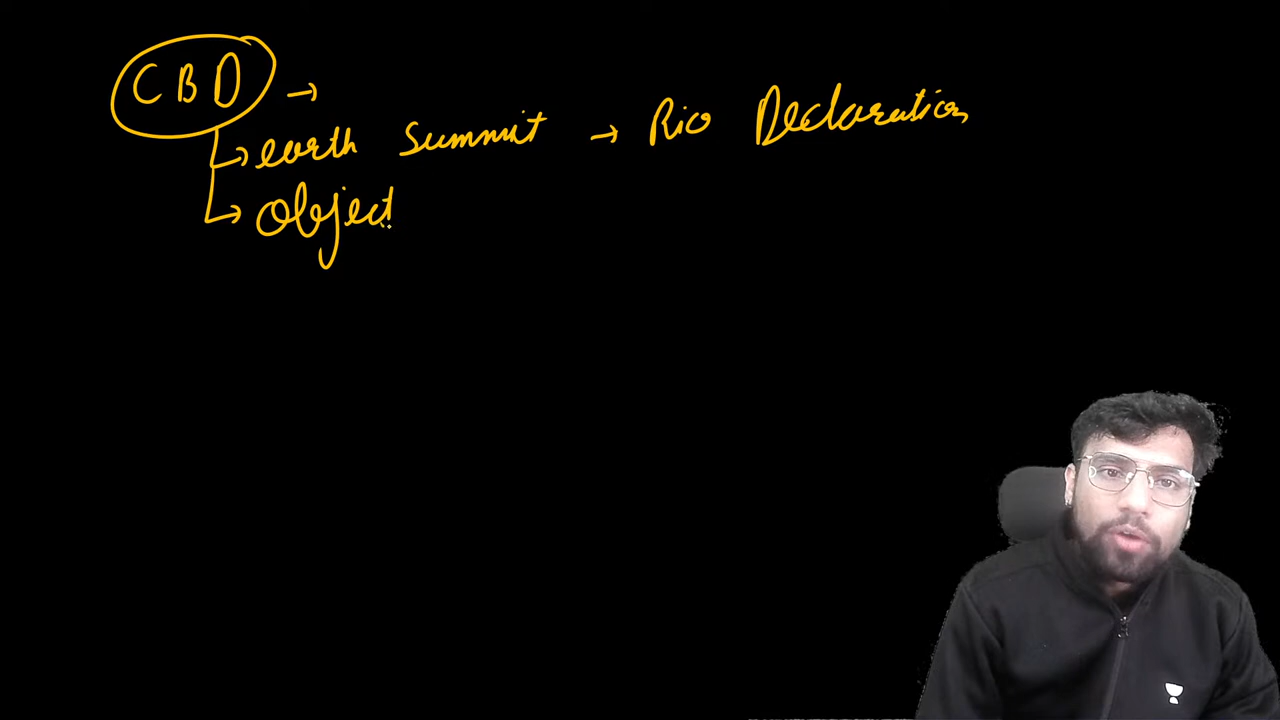 CBD →
→ earth Summit → Rio Declaration
→ Object